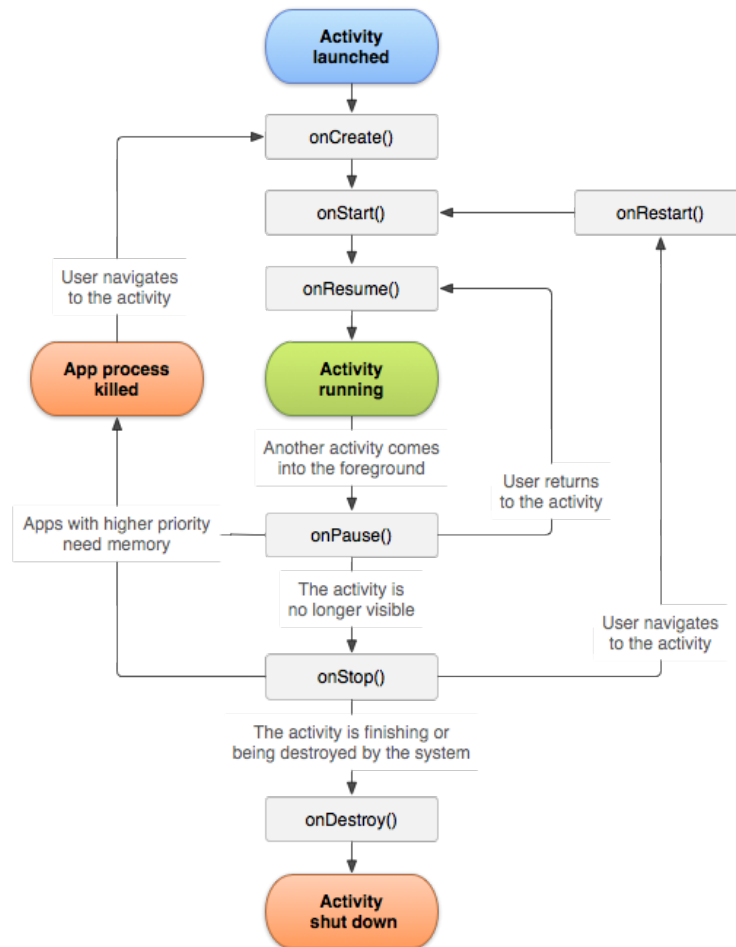 Activity
launched
onCreate()
onStart()
onRestart()
User navigates
to the activity
onResume()
App process
killed
Activity
running
Another activity comes
into the foreground
User returns
to the activity
Apps with higher priority
need memory
onPause()
The activity is
no longer visible
User navigates
to the activity
onStop()
The activity is finishing or
being destroyed by the system
onDestroy()
Activity
shut down